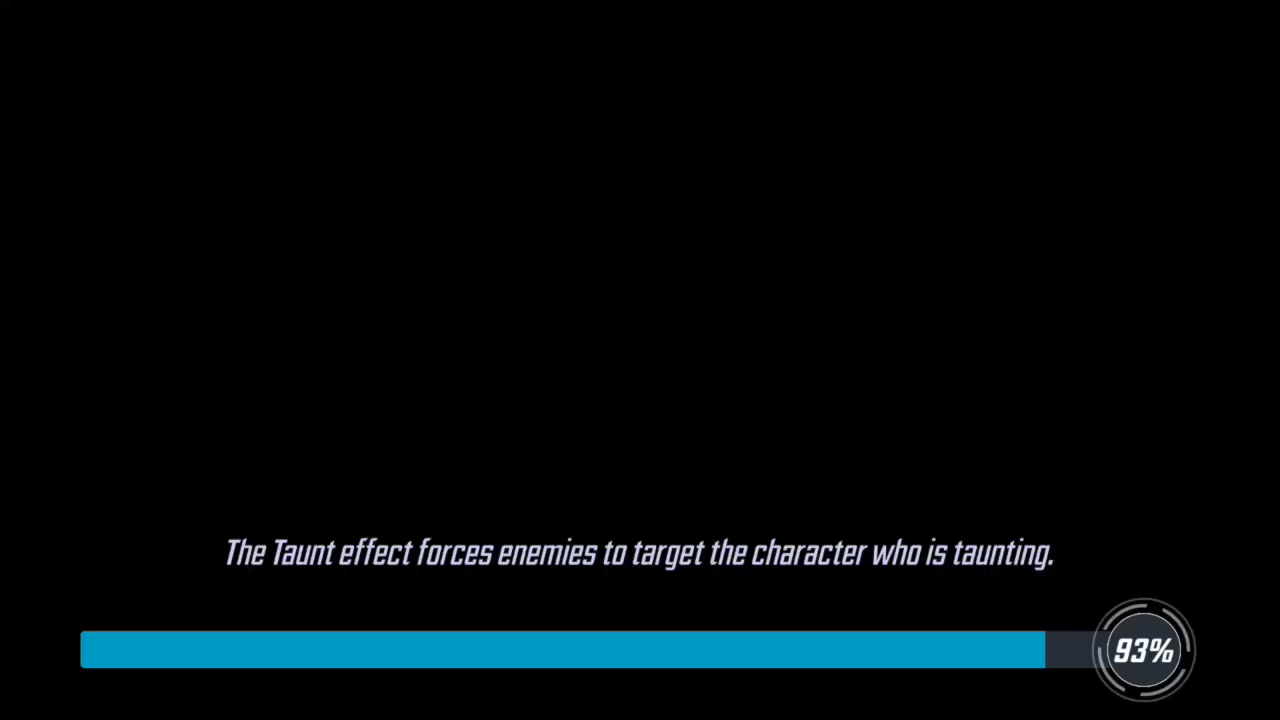 The Taunt effect forces enemies to target the character who is taunting.
93%